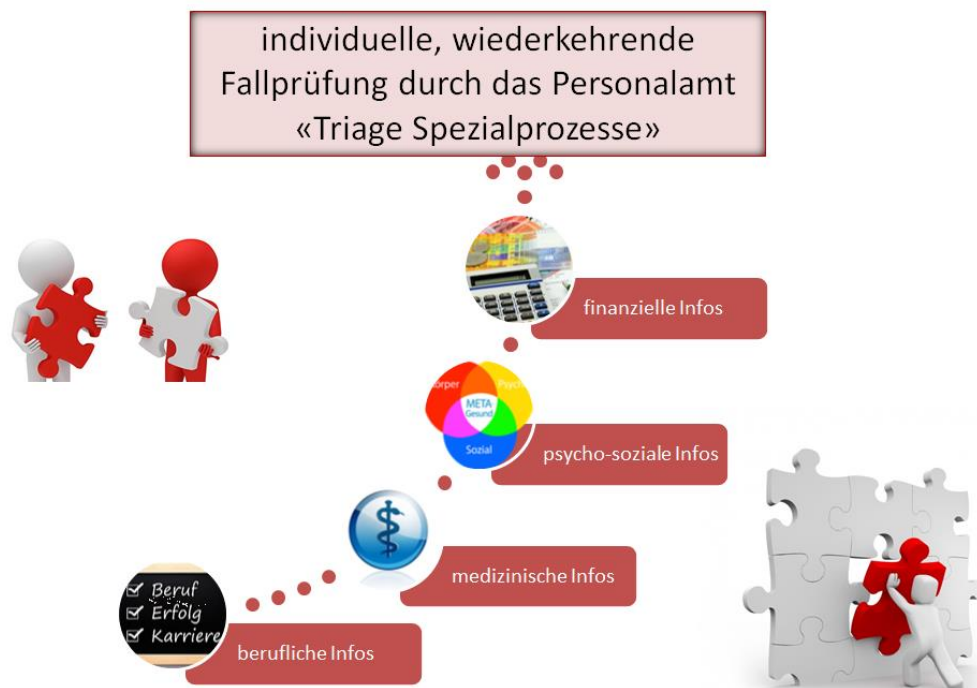 individuelle, wiederkehrende
Fallprüfung durch das Personalamt
«Triage Spezialprozesse»
finanzielle Infos
META
Gesund
Sozial
psycho-soziale Infos
medizinische Infos
Beruf
Erfolg
Karriere
berufliche Infos